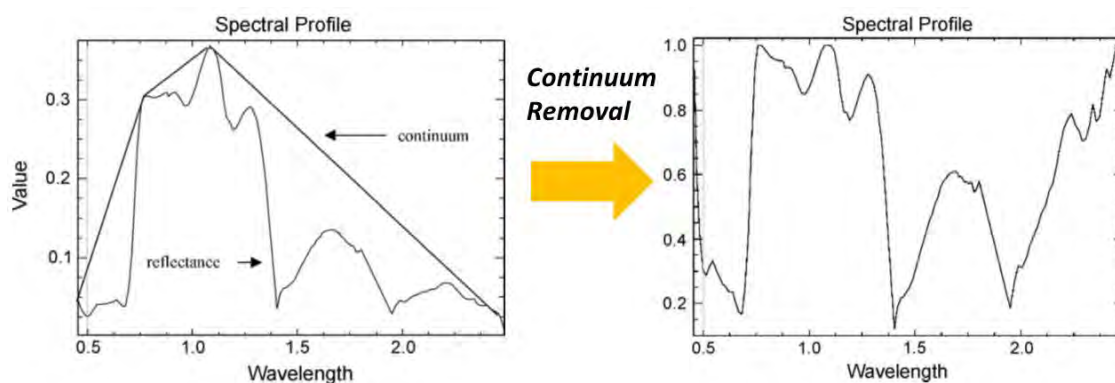 Spectral Profile
Value
0.3
0.2
0.1
continuum
reflectance
0.5
1.0
1.5
2.0
Wavelength
Continuum
Removal
Spectral Profile
1.0
0.8
0.6
0.4
0.2
0.5
1.0
1.5
2.0
Wavelength